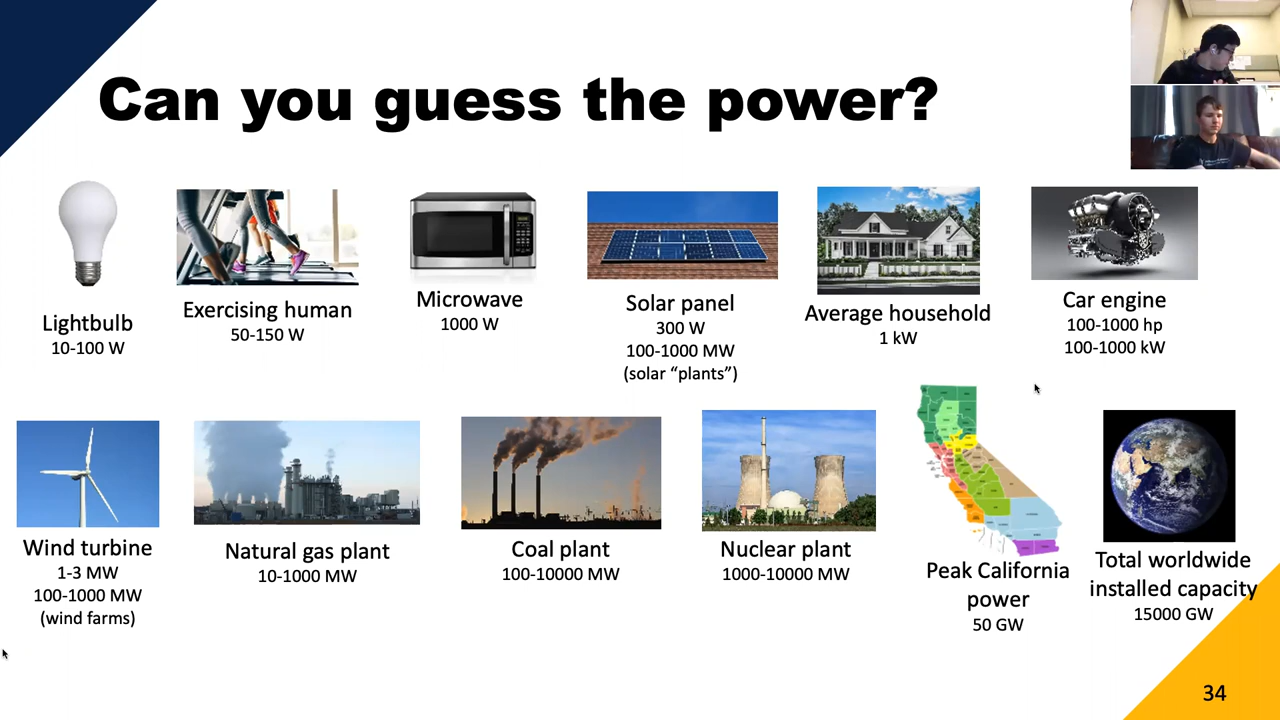 Can you guess the power?
Lightbulb
10-100 W
Exercising human
50-150 W
Microwave
1000 W
Solar panel
300 W
100-1000 MW
(solar “plants”)
Average household
1 kW
Car engine
100-1000 hp
100-1000 kW
Wind turbine
1-3 MW
100-1000 MW
(wind farms)
Natural gas plant
10-1000 MW
Coal plant
100-10000 MW
Nuclear plant
1000-10000 MW
Peak California
power
50 GW
Total worldwide
installed capacity
15000 GW
34